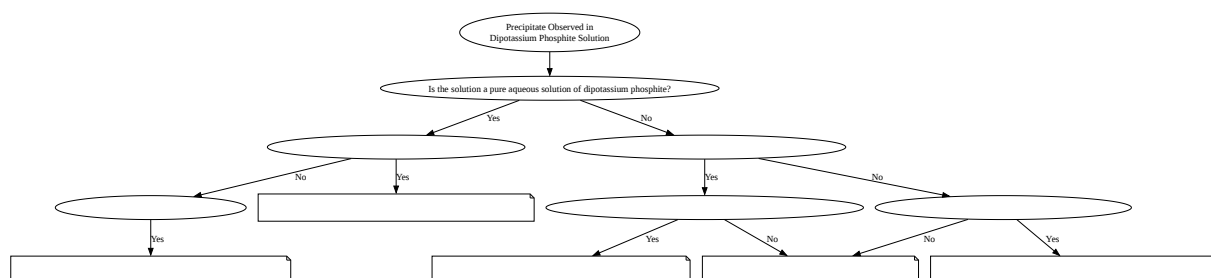 Precipitate Observed in
Dipotassium Phosphite Solution
Is the solution a pure aqueous solution of dipotassium phosphite?
Yes
No
No
Yes
Yes
No
Yes
Yes
No
No
Yes